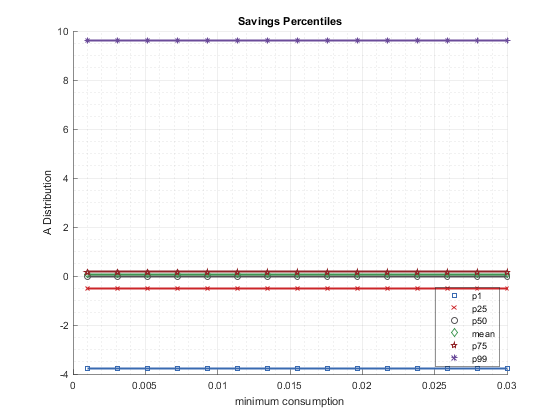 Savings Percentiles
A Distribution
10
8
6
4
2
0
-2
-4
0
0.005
0.01
0.015
0.02
0.025
0.03
minimum consumption
p1
p25
p50
mean
p75
p99